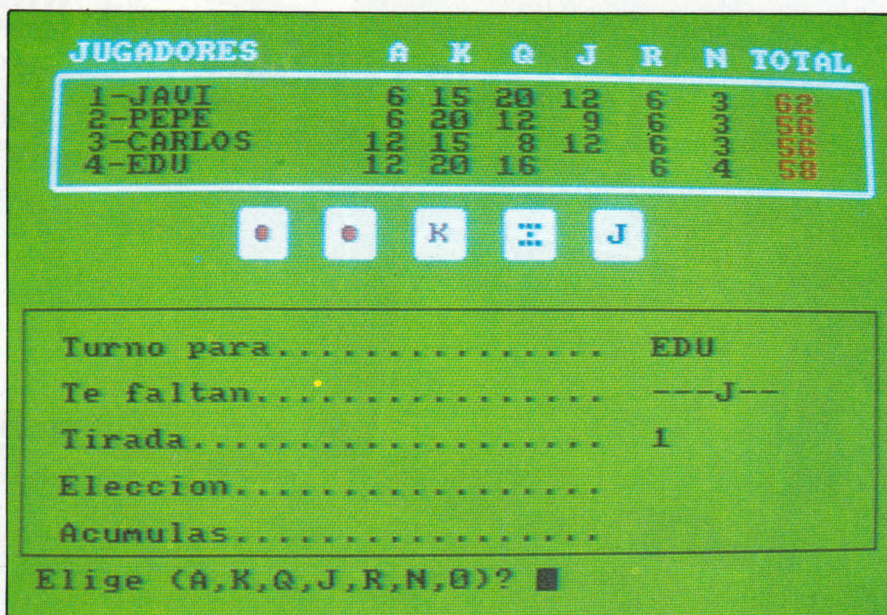 JUGADORES A K Q J R N TOTAL
1-JAVI 6 15 20 12 6 3 62
2-PEPE 6 20 12 9 6 3 56
3-CARLOS 12 15 8 12 6 3 56
4-EDU 12 20 16 6 4 58
K J
Turno para............... EDU
Te faltan................ ---J--
Tirada................... 1
Eleccion.................
Acumulas.................
Elige (A,K,Q,J,R,N,0)?